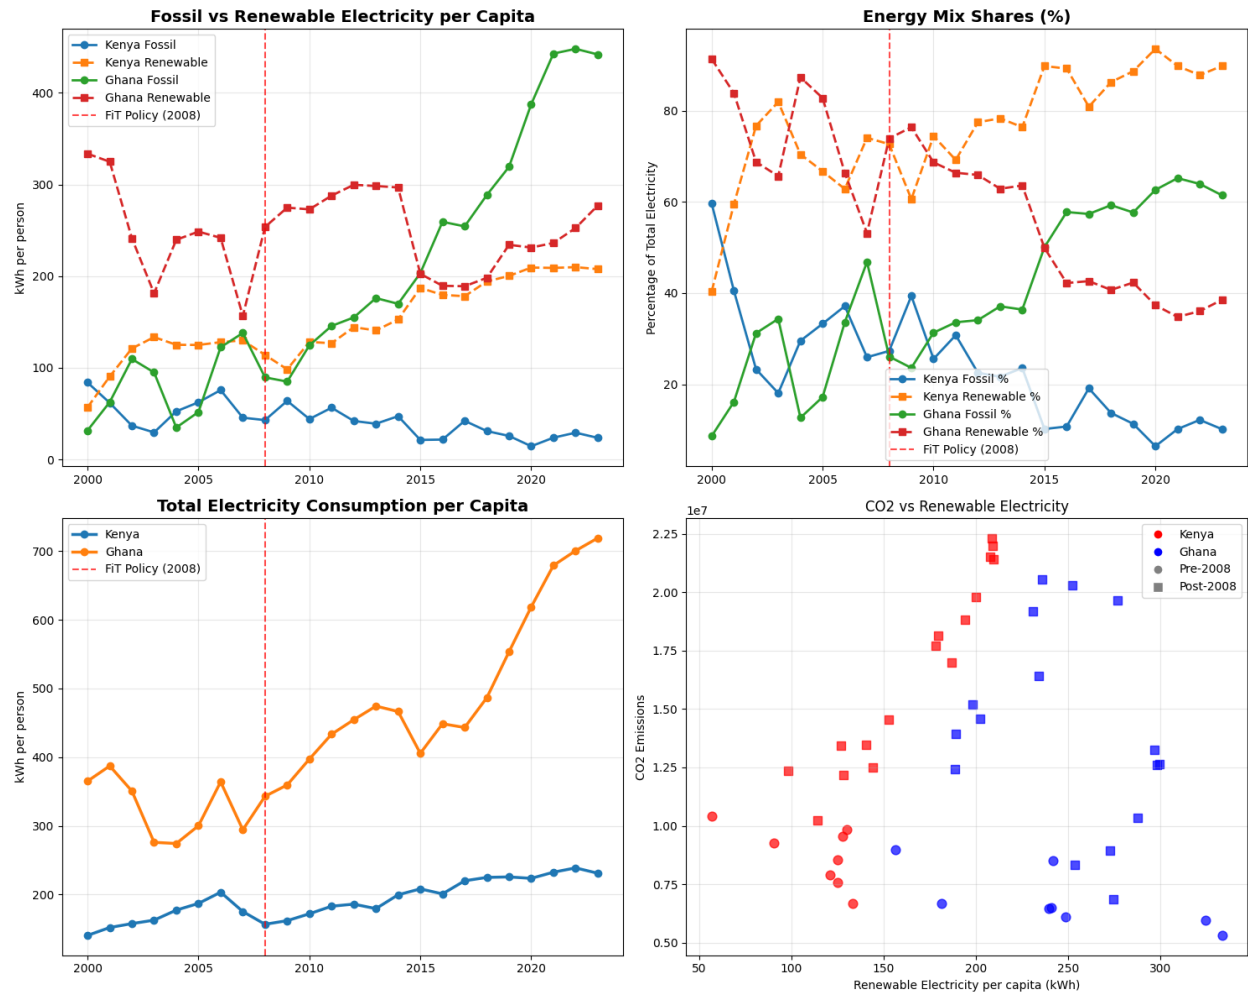 Fossil vs Renewable Electricity per Capita
kWh per person
400
300
200
100
0
2000
2005
2010
2015
2020
Kenya Fossil
Kenya Renewable
Ghana Fossil
Ghana Renewable
FiT Policy (2008)
Energy Mix Shares (%)
Percentage of Total Electricity
80
60
40
20
2000
2005
2010
2015
2020
Kenya Fossil %
Kenya Renewable %
Ghana Fossil %
Ghana Renewable %
FiT Policy (2008)
Total Electricity Consumption per Capita
kWh per person
700
600
500
400
300
200
2000
2005
2010
2015
2020
Kenya
Ghana
FiT Policy (2008)
CO2 vs Renewable Electricity
1e7
CO2 Emissions
2.25
2.00
1.75
1.50
1.25
1.00
0.75
0.50
50
100
150
200
250
300
Renewable Electricity per capita (kWh)
Kenya
Ghana
Pre-2008
Post-2008